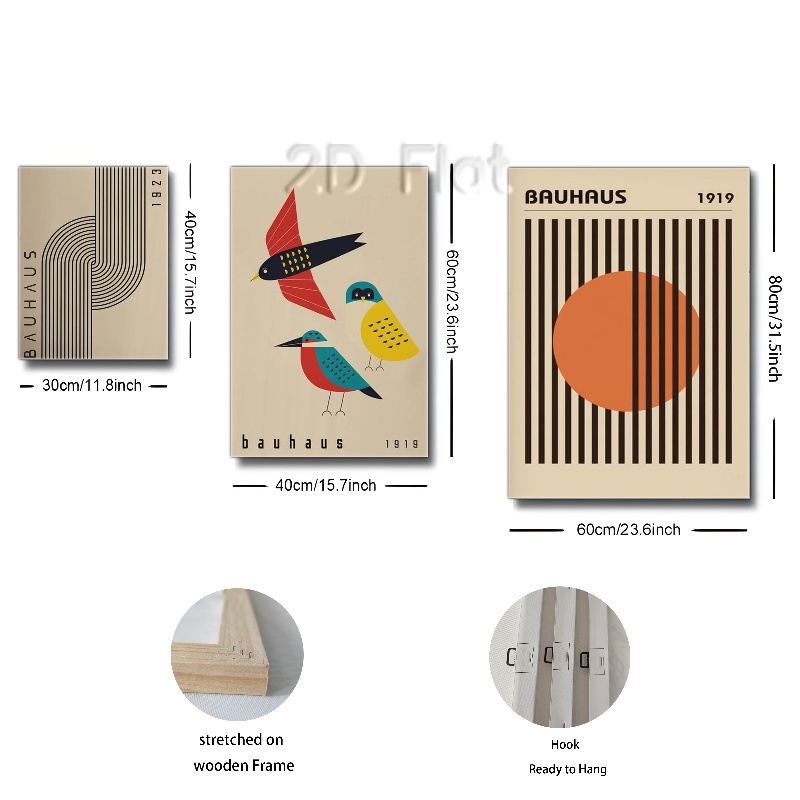 2D Flat
BAUHAUS
1923
40cm/15.7inch
30cm/11.8inch
bauhaus 1919
60cm/23.6inch
40cm/15.7inch
BAUHAUS 1919
80cm/31.5inch
60cm/23.6inch
stretched on
wooden Frame
Hook
Ready to Hang